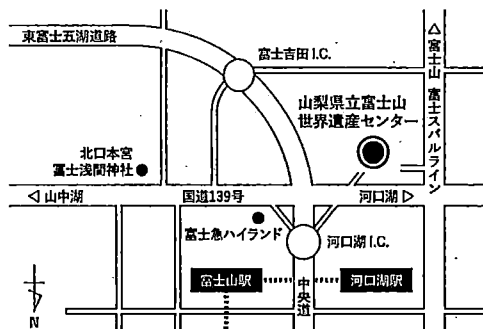 東富士五湖道路
富士吉田 I.C.
△富士山 富士スバルライン
山梨県立富士山
世界遺産センター
北口本宮
冨士浅間神社
◁ 山中湖
国道139号
河口湖 ▷
富士急ハイランド
河口湖 I.C.
富士山駅
中央道
河口湖駅
N